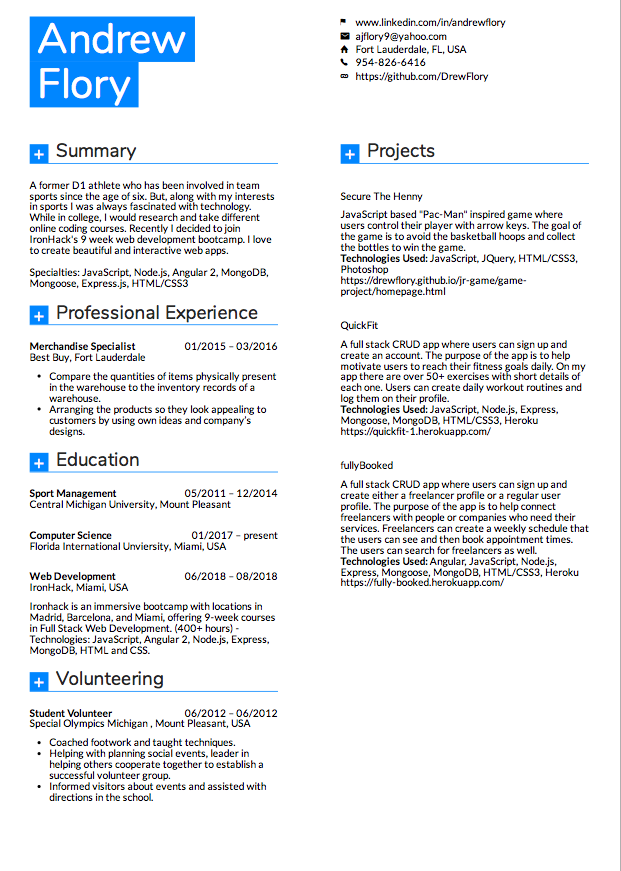 Andrew
Flory
www.linkedin.com/in/andrewflory
ajflory9@yahoo.com
Fort Lauderdale, FL, USA
954-826-6416
https://github.com/DrewFlory
Summary
A former D1 athlete who has been involved in team
sports since the age of six. But, along with my interests
in sports I was always fascinated with technology.
While in college, I would research and take different
online coding courses. Recently I decided to join
IronHack's 9 week web development bootcamp. I love
to create beautiful and interactive web apps.
Specialties: JavaScript, Node.js, Angular 2, MongoDB,
Mongoose, Express.js, HTML/CSS3
Professional Experience
Merchandise Specialist 01/2015 – 03/2016
Best Buy, Fort Lauderdale
• Compare the quantities of items physically present
in the warehouse to the inventory records of a
warehouse.
• Arranging the products so they look appealing to
customers by using own ideas and company's
designs.
Education
Sport Management 05/2011 – 12/2014
Central Michigan University, Mount Pleasant
Computer Science 01/2017 – present
Florida International Unviersity, Miami, USA
Web Development 06/2018 – 08/2018
IronHack, Miami, USA
Ironhack is an immersive bootcamp with locations in
Madrid, Barcelona, and Miami, offering 9-week courses
in Full Stack Web Development. (400+ hours) -
Technologies: JavaScript, Angular 2, Node.js, Express,
MongoDB, HTML and CSS.
Volunteering
Student Volunteer 06/2012 – 06/2012
Special Olympics Michigan , Mount Pleasant, USA
• Coached footwork and taught techniques.
• Helping with planning social events, leader in
helping others cooperate together to establish a
successful volunteer group.
• Informed visitors about events and assisted with
directions in the school.
Projects
Secure The Henny
JavaScript based "Pac-Man" inspired game where
users control their player with arrow keys. The goal of
the game is to avoid the basketball hoops and collect
the bottles to win the game.
Technologies Used: JavaScript, JQuery, HTML/CSS3,
Photoshop
https://drewflory.github.io/jr-game/game-
project/homepage.html
QuickFit
A full stack CRUD app where users can sign up and
create an account. The purpose of the app is to help
motivate users to reach their fitness goals daily. On my
app there are over 50+ exercises with short details of
each one. Users can create daily workout routines and
log them on their profile.
Technologies Used: JavaScript, Node.js, Express,
Mongoose, MongoDB, HTML/CSS3, Heroku
https://quickfit-1.herokuapp.com/
fullyBooked
A full stack CRUD app where users can sign up and
create either a freelancer profile or a regular user
profile. The purpose of the app is to help connect
freelancers with people or companies who need their
services. Freelancers can create a weekly schedule that
the users can see and then book appointment times.
The users can search for freelancers as well.
Technologies Used: Angular, JavaScript, Node.js,
Express, Mongoose, MongoDB, HTML/CSS3, Heroku
https://fully-booked.herokuapp.com/